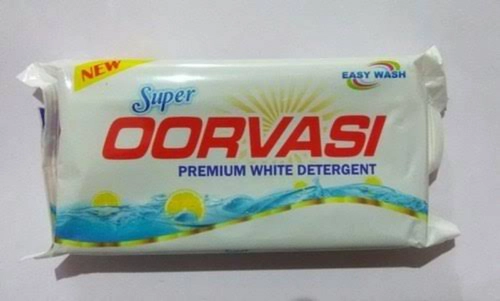 NEW
EASY WASH
Super
OORVASI
PREMIUM WHITE DETERGENT